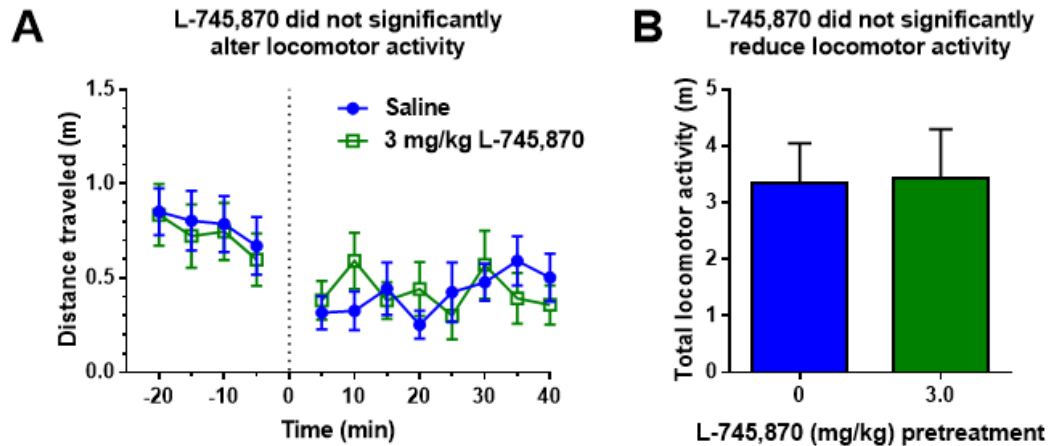 A
L-745,870 did not significantly
alter locomotor activity
Distance traveled (m)
1.5
1.0
0.5
0.0
Saline
3 mg/kg L-745,870
-20
-10
0
10
20
30
40
Time (min)
B
L-745,870 did not significantly
reduce locomotor activity
Total locomotor activity (m)
5
4
3
2
1
0
0
3.0
L-745,870 (mg/kg) pretreatment